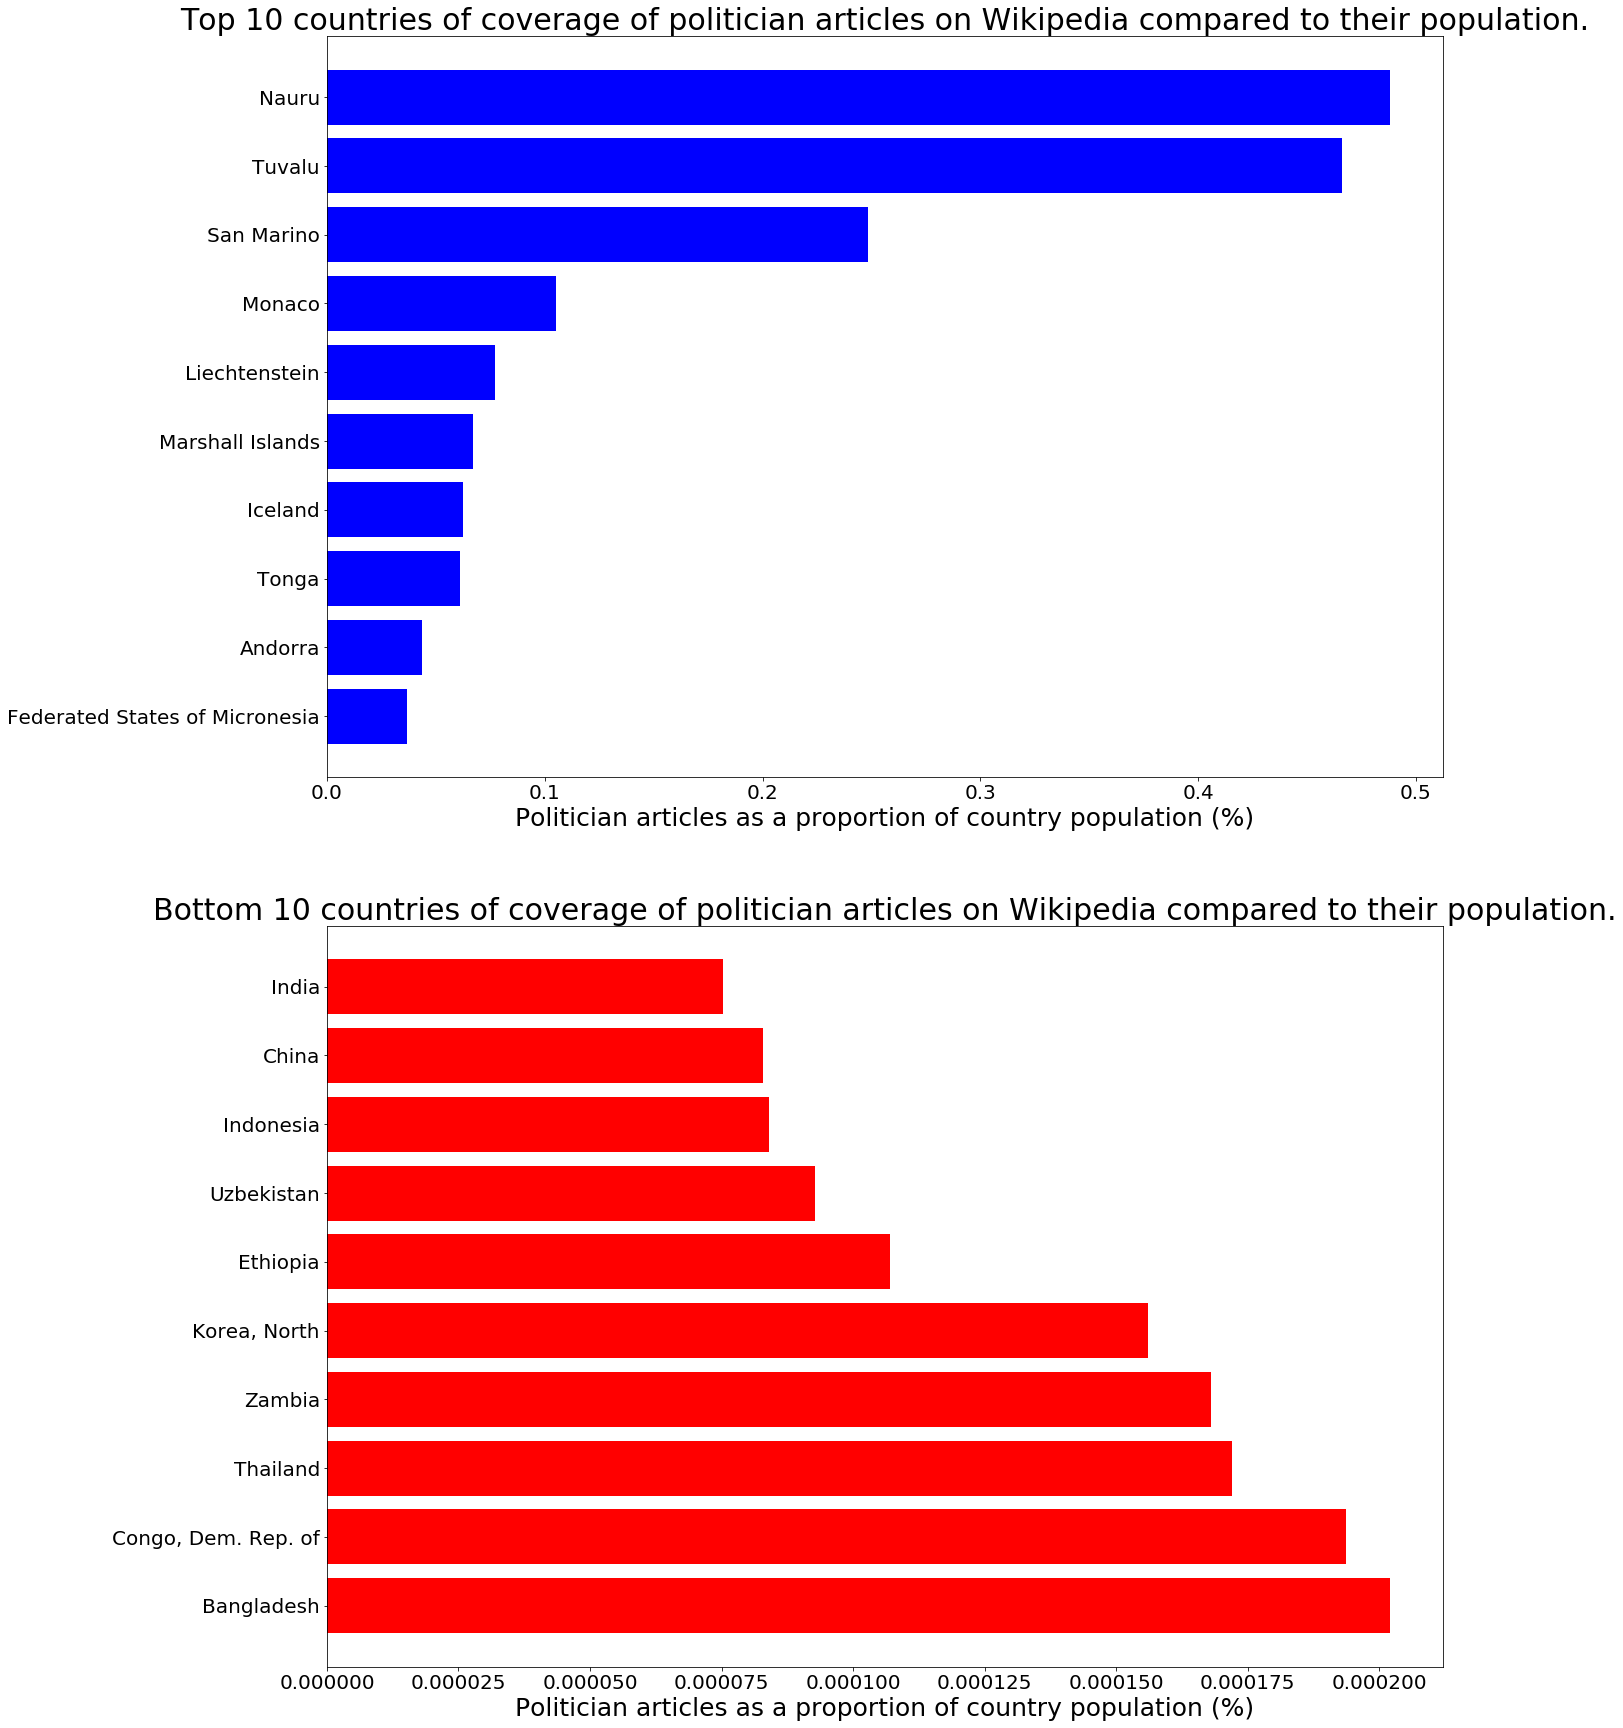 Top 10 countries of coverage of politician articles on Wikipedia compared to their population.
Nauru
Tuvalu
San Marino
Monaco
Liechtenstein
Marshall Islands
Iceland
Tonga
Andorra
Federated States of Micronesia
0.0 0.1 0.2 0.3 0.4 0.5
Politician articles as a proportion of country population (%)
Bottom 10 countries of coverage of politician articles on Wikipedia compared to their population.
India
China
Indonesia
Uzbekistan
Ethiopia
Korea, North
Zambia
Thailand
Congo, Dem. Rep. of
Bangladesh
0.000000 0.000025 0.000050 0.000075 0.000100 0.000125 0.000150 0.000175 0.000200
Politician articles as a proportion of country population (%)